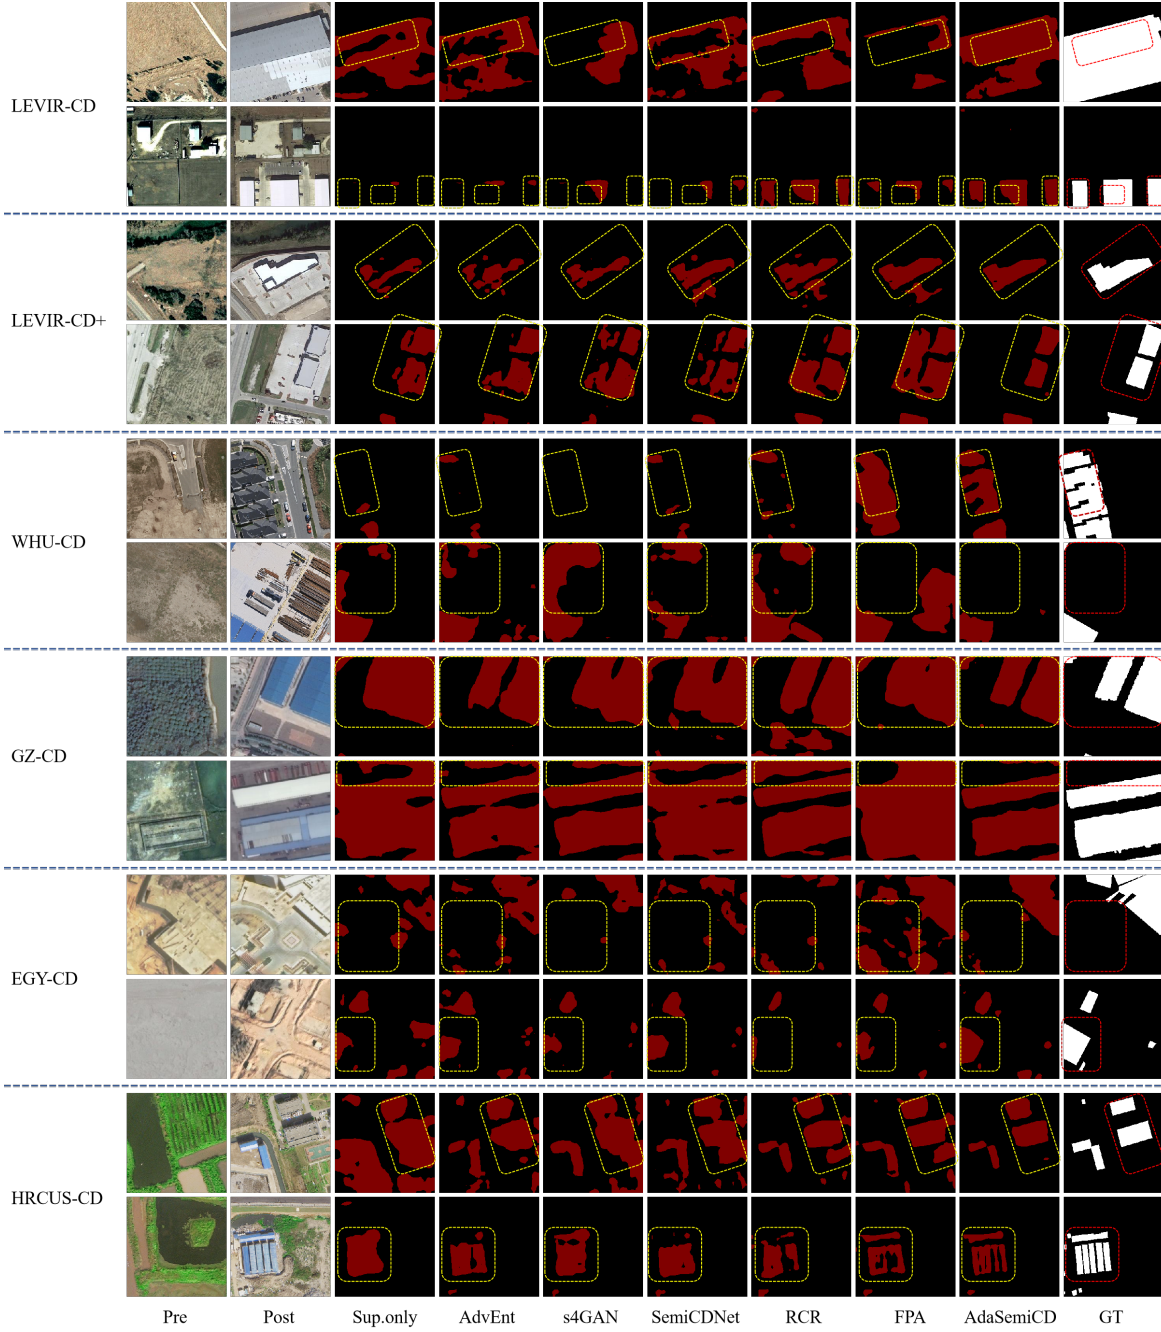 LEVIR-CD
LEVIR-CD+
WHU-CD
GZ-CD
EGY-CD
HRCUS-CD
Pre Post Sup.only AdvEnt s4GAN SemiCDNet RCR FPA AdaSemiCD GT